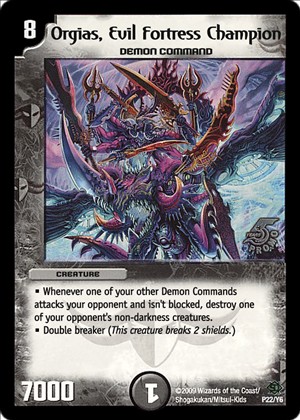 8 Orgias, Evil Fortress Champion
DEMON COMMAND
CREATURE
▪ Whenever one of your other Demon Commands
attacks your opponent and isn't blocked, destroy one
of your opponent's non-darkness creatures.
▪ Double breaker (This creature breaks 2 shields.)
7000
1
©2009 Wizards of the Coast/
Shogakukan/Mitsui-Kids
P22/Y6